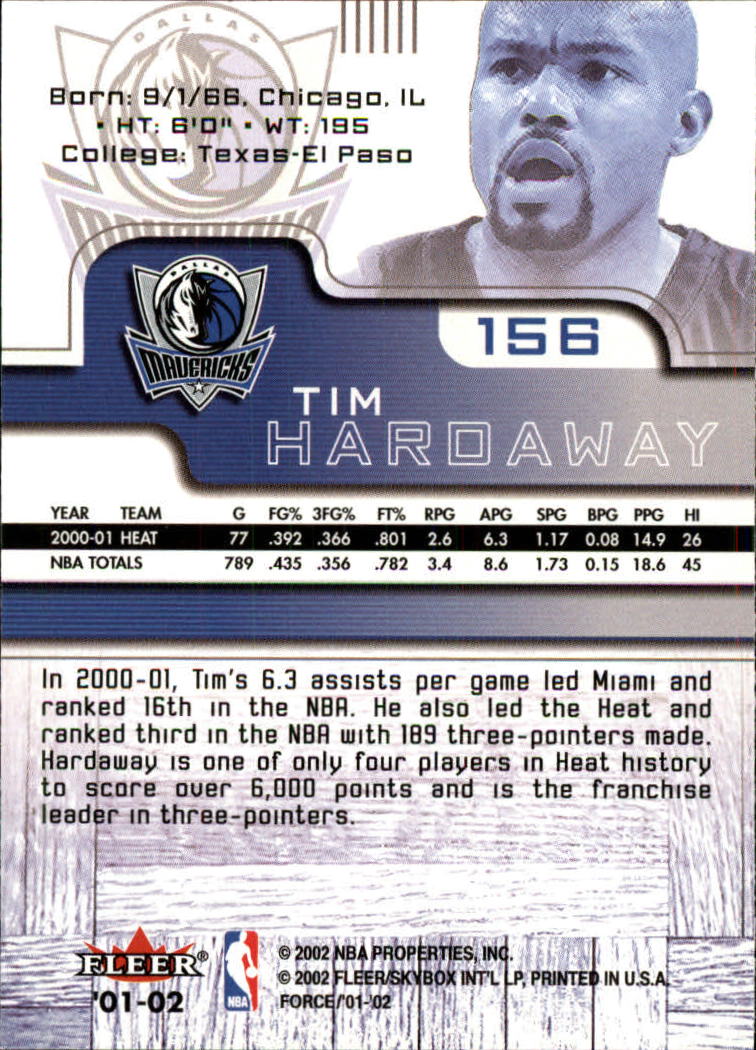 DALLAS
MAVERICKS
Born: 9/1/66, Chicago, IL
• HT: 6'0" • WT: 195
College: Texas-El Paso
DALLAS
MAVERICKS
156
TIM
HARDAWAY
YEAR TEAM G FG% 3FG% FT% RPG APG SPG BPG PPG HI
2000-01 HEAT 77 .392 .366 .801 2.6 6.3 1.17 0.08 14.9 26
NBA TOTALS 789 .435 .356 .782 3.4 8.6 1.73 0.15 18.6 45
In 2000-01, Tim's 6.3 assists per game led Miami and
ranked 16th in the NBA. He also led the Heat and
ranked third in the NBA with 189 three-pointers made.
Hardaway is one of only four players in Heat history
to score over 6,000 points and is the franchise
leader in three-pointers.
FLEER®
'01-02
NBA
© 2002 NBA PROPERTIES, INC.
© 2002 FLEER/SKYBOX INT'L LP, PRINTED IN U.S.A.
FORCE/'01-'02